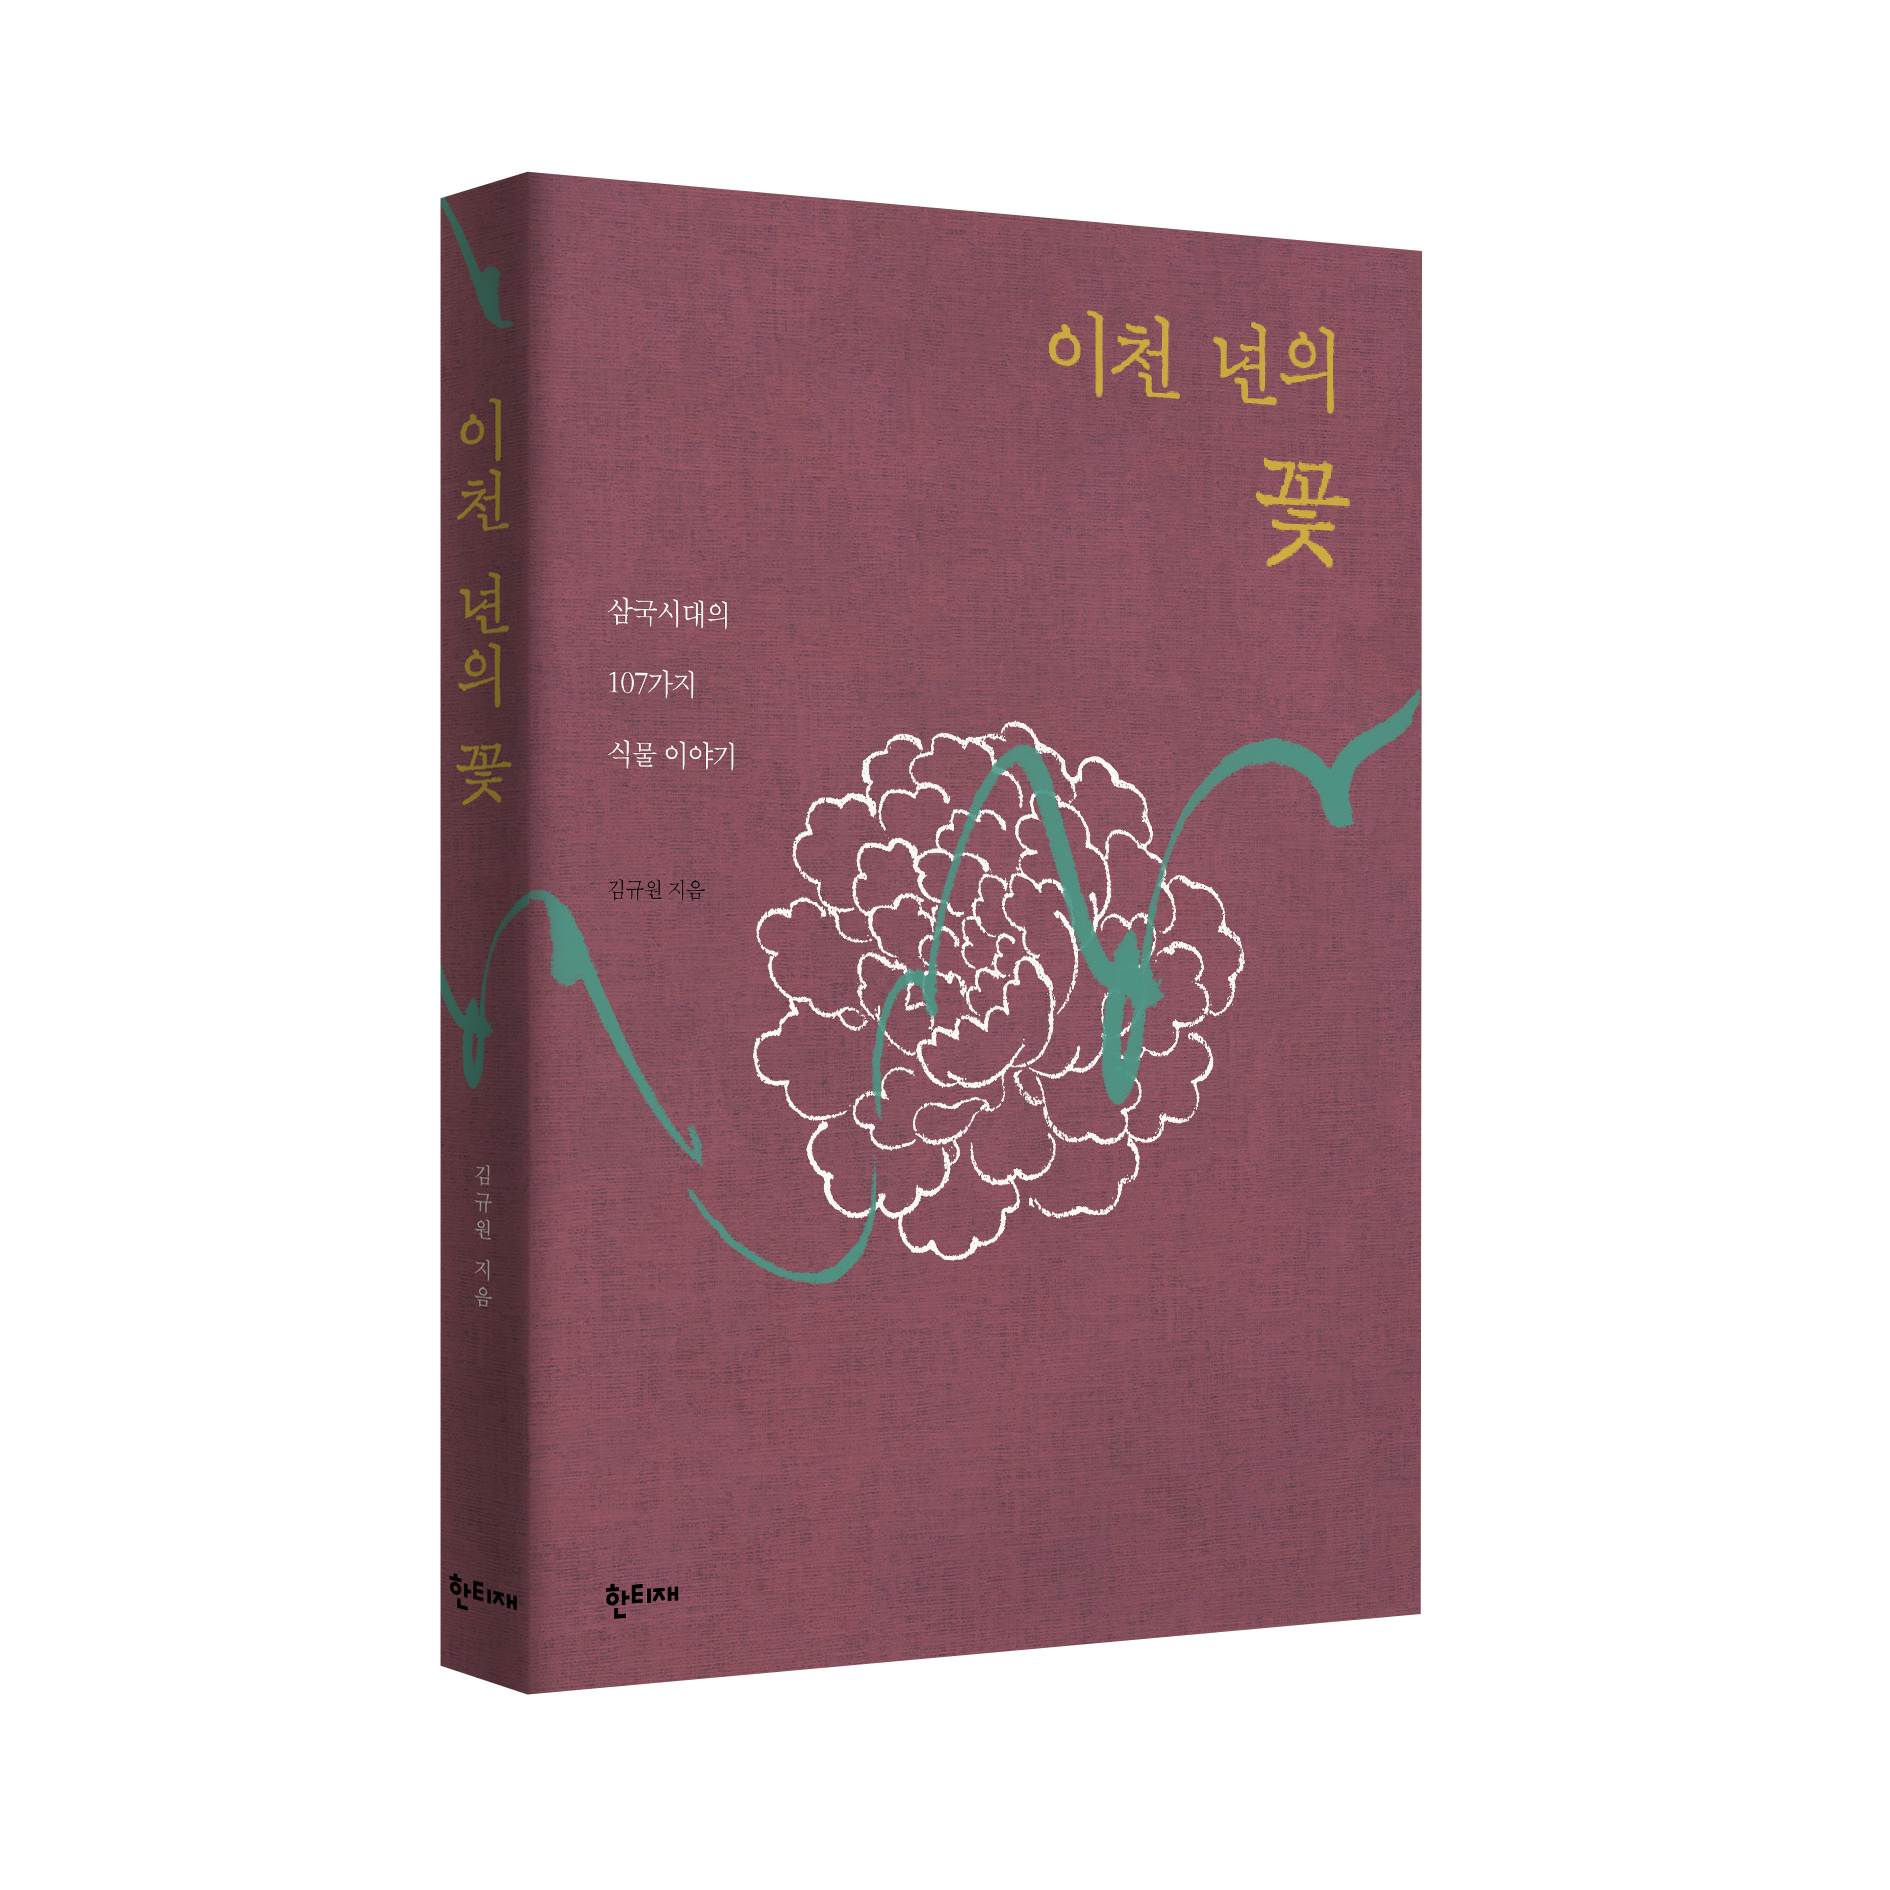 이천 년의 꽃
김규원 지음
한티재
이천 년의
꽃
삼국시대의
107가지
식물 이야기
김규원 지음
한티재